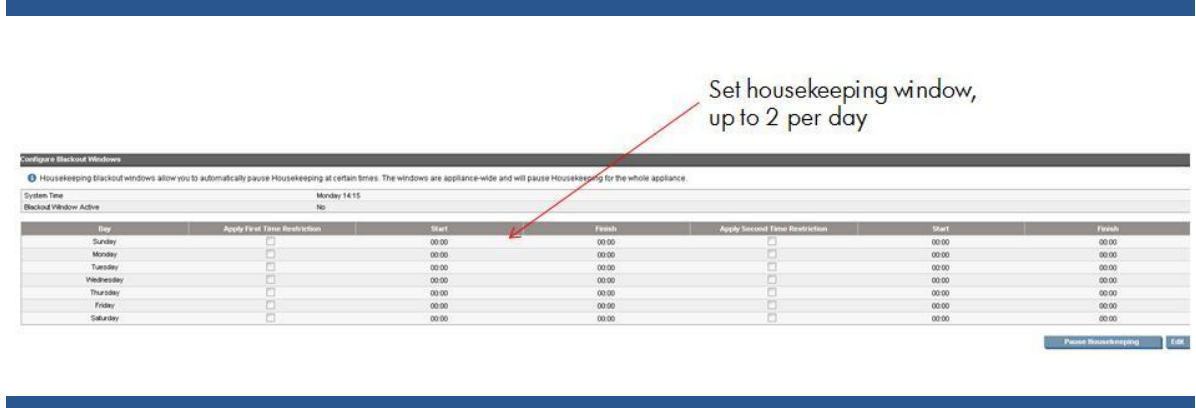 Set housekeeping window,
up to 2 per day
Configure Blackout Windows
Housekeeping blackout windows allow you to automatically pause Housekeeping at certain times. The windows are appliance-wide and will pause Housekeeping for the whole appliance.
System Time Monday 14:15
Blackout Window Active No
Day Apply First Time Restriction Start Finish Apply Second Time Restriction Start Finish
Sunday 00:00 00:00 00:00 00:00
Monday 00:00 00:00 00:00 00:00
Tuesday 00:00 00:00 00:00 00:00
Wednesday 00:00 00:00 00:00 00:00
Thursday 00:00 00:00 00:00 00:00
Friday 00:00 00:00 00:00 00:00
Saturday 00:00 00:00 00:00 00:00
Pause Housekeeping Edit